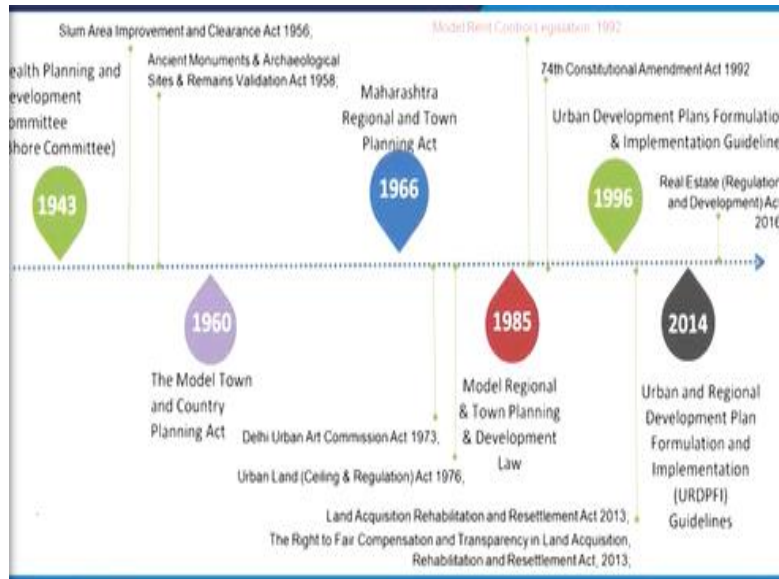 Slum Area Improvement and Clearance Act 1956,
Model Rent Control Legislation, 1992
Ancient Monuments & Archaeological
Sites & Remains Validation Act 1958,
74th Constitutional Amendment Act 1992
ealth Planning and
evelopment
ommittee
hore Committee)
Maharashtra
Regional and Town
Planning Act
Urban Development Plans Formulatio
& Implementation Guideline
Real Estate (Regulation
and Development) Ac
2016
1943
1966
1996
1960
1985
2014
The Model Town
and Country
Planning Act
Model Regional
& Town Planning
& Development
Law
Urban and Regional
Development Plan
Formulation and
Implementation
(URDPFI)
Guidelines
Delhi Urban Art Commission Act 1973,
Urban Land (Ceiling & Regulation) Act 1976,
Land Acquisition Rehabilitation and Resettlement Act 2013,
The Right to Fair Compensation and Transparency in Land Acquisition,
Rehabilitation and Resettlement Act, 2013;